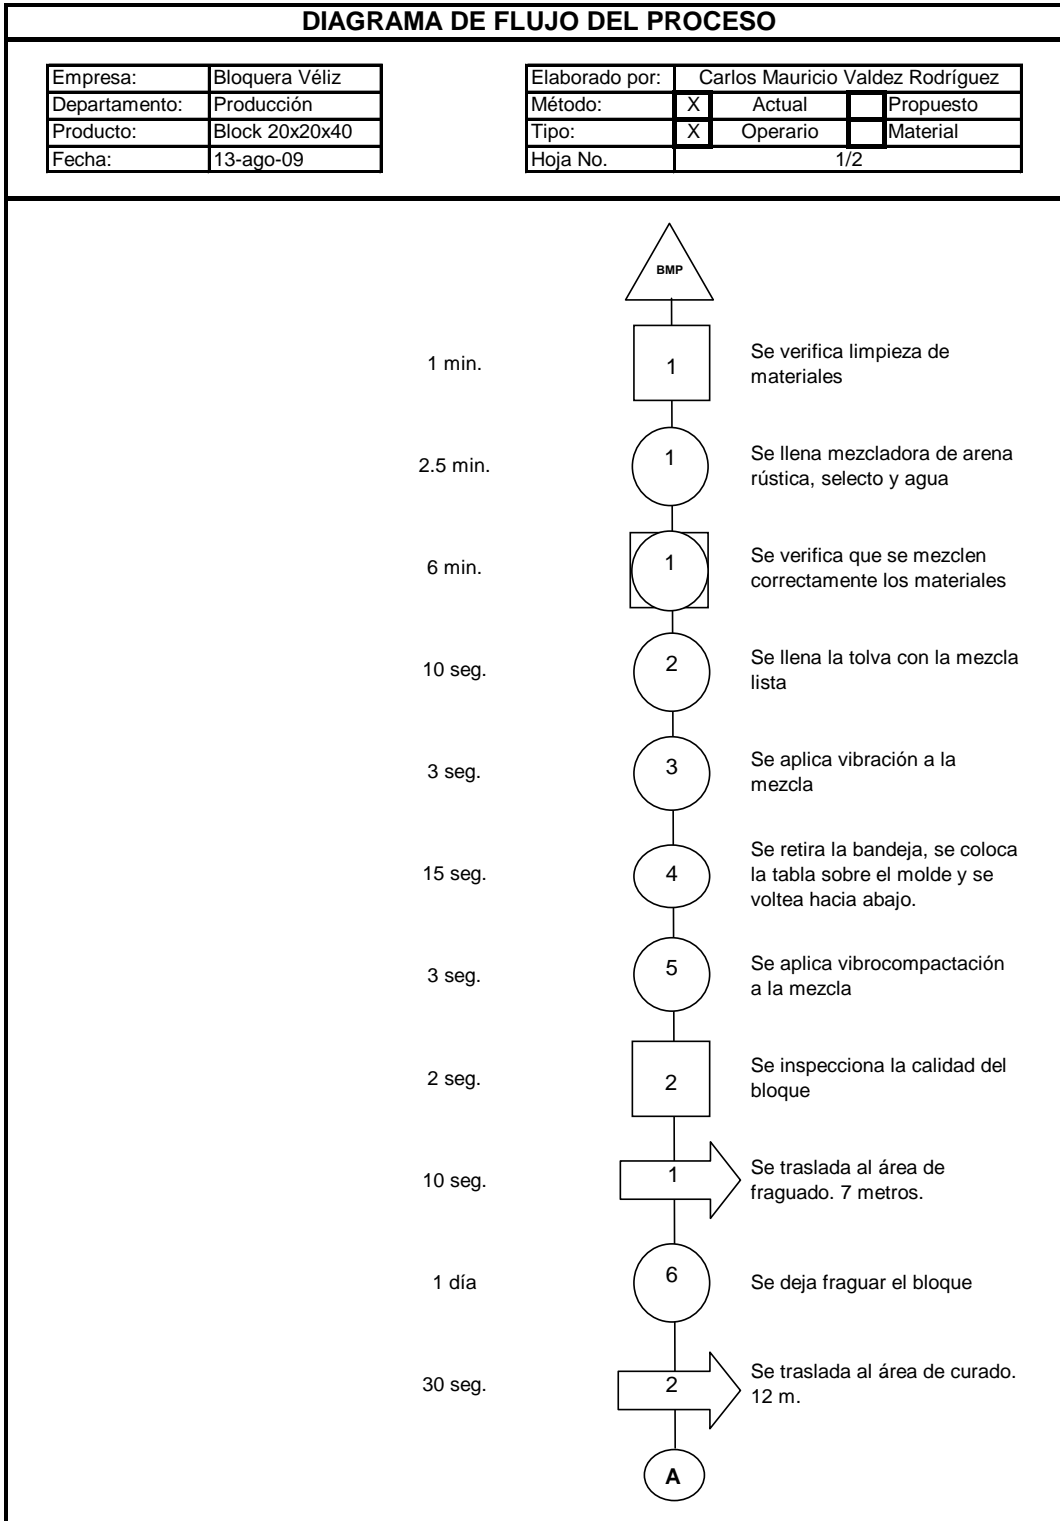 DIAGRAMA DE FLUJO DEL PROCESO
Empresa: Bloquera Véliz
Departamento: Producción
Producto: Block 20x20x40
Fecha: 13-ago-09
Elaborado por: Carlos Mauricio Valdez Rodríguez
Método: X Actual Propuesto
Tipo: X Operario Material
Hoja No. 1/2
BMP
1 min.
1
Se verifica limpieza de
materiales
2.5 min.
1
Se llena mezcladora de arena
rústica, selecto y agua
6 min.
1
Se verifica que se mezclen
correctamente los materiales
10 seg.
2
Se llena la tolva con la mezcla
lista
3 seg.
3
Se aplica vibración a la
mezcla
15 seg.
4
Se retira la bandeja, se coloca
la tabla sobre el molde y se
voltea hacia abajo.
3 seg.
5
Se aplica vibrocompactación
a la mezcla
2 seg.
2
Se inspecciona la calidad del
bloque
10 seg.
1
Se traslada al área de
fraguado. 7 metros.
1 día
6
Se deja fraguar el bloque
30 seg.
2
Se traslada al área de curado.
12 m.
A